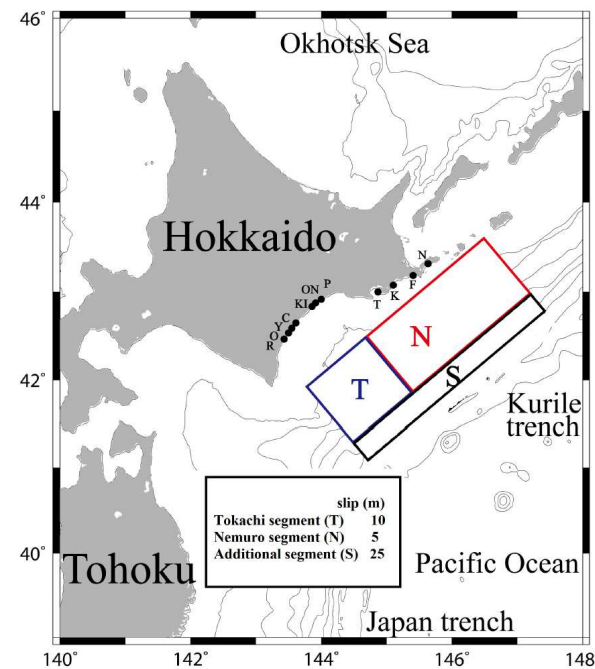 46°
Okhotsk Sea
44°
Hokkaido
N
P
ON
KI
F
K
T
C
Y
O
R
N
42°
T
S
Kurile
trench
slip (m)
Tokachi segment (T) 10
Nemuro segment (N) 5
Additional segment (S) 25
40°
Tohoku
Pacific Ocean
Japan trench
140 142 144 146 148